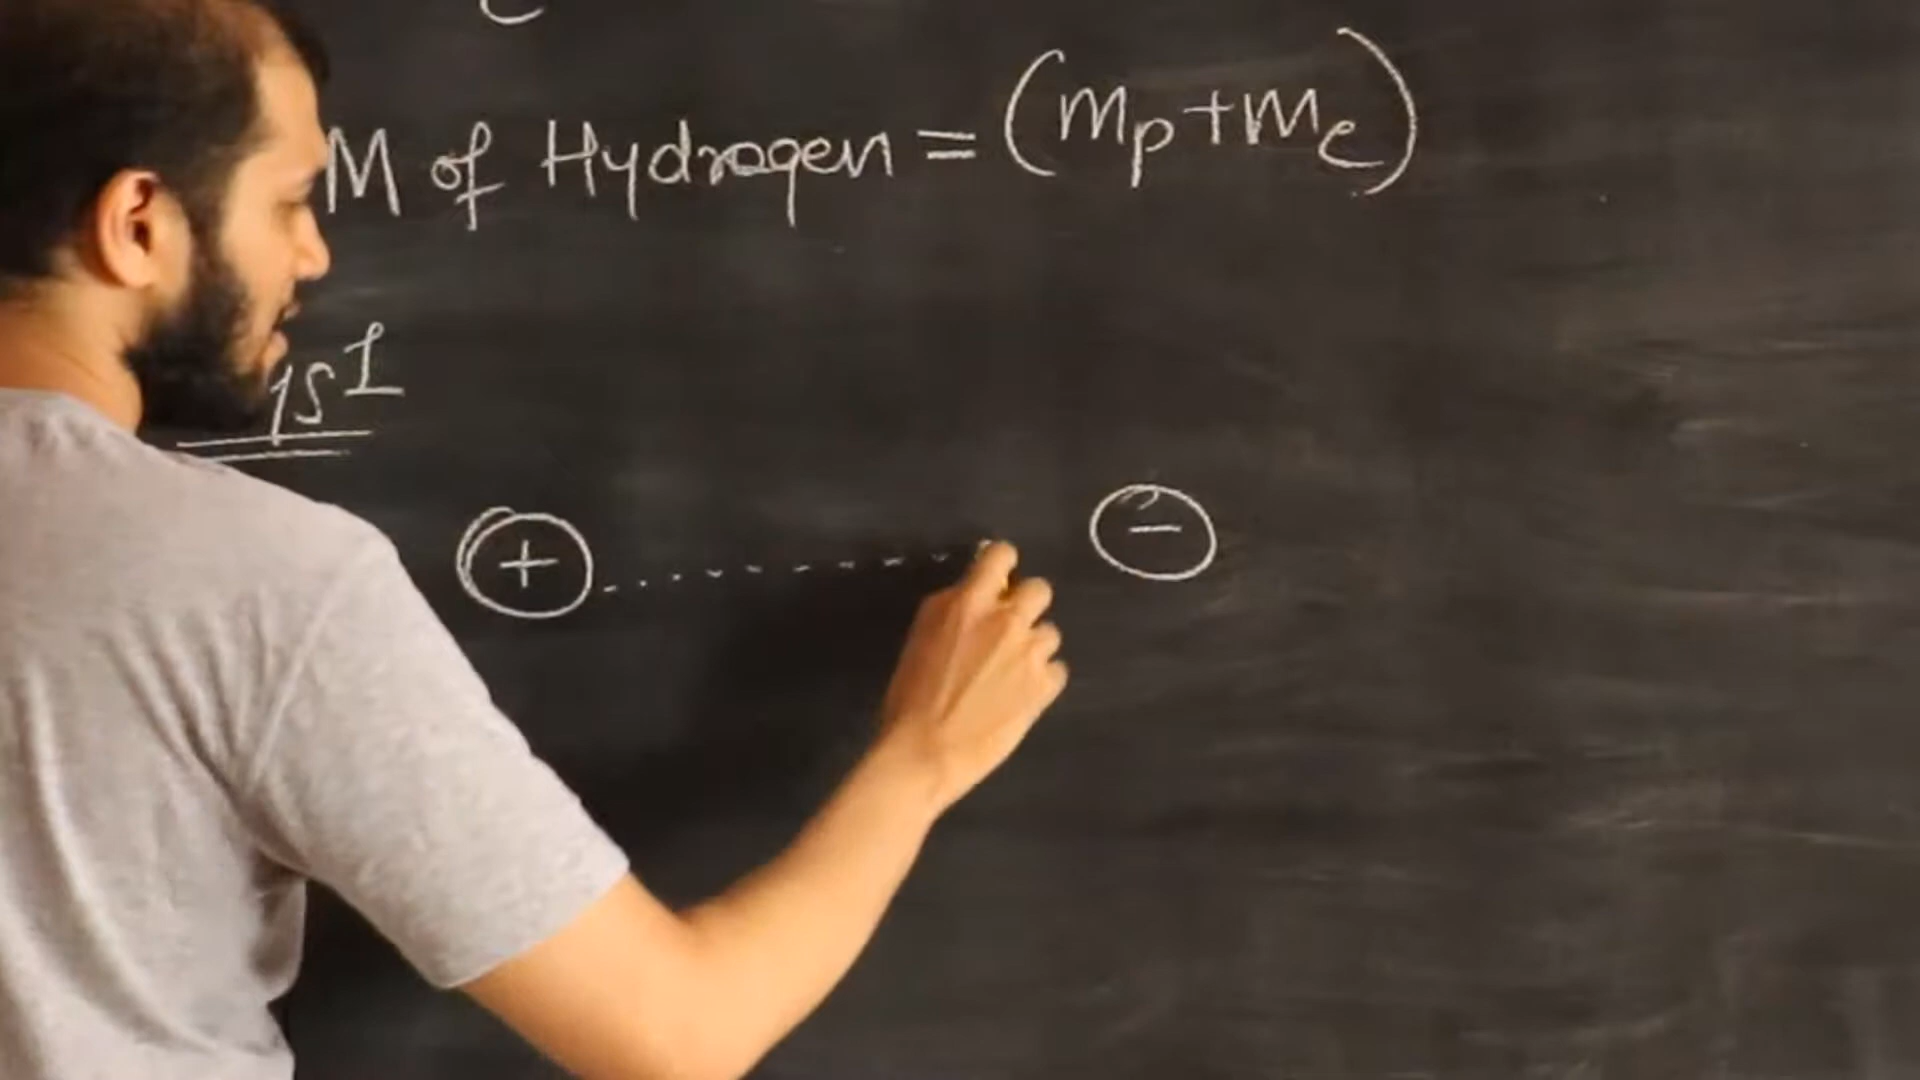 M of Hydrogen = (mp+me)
1s1
+ −